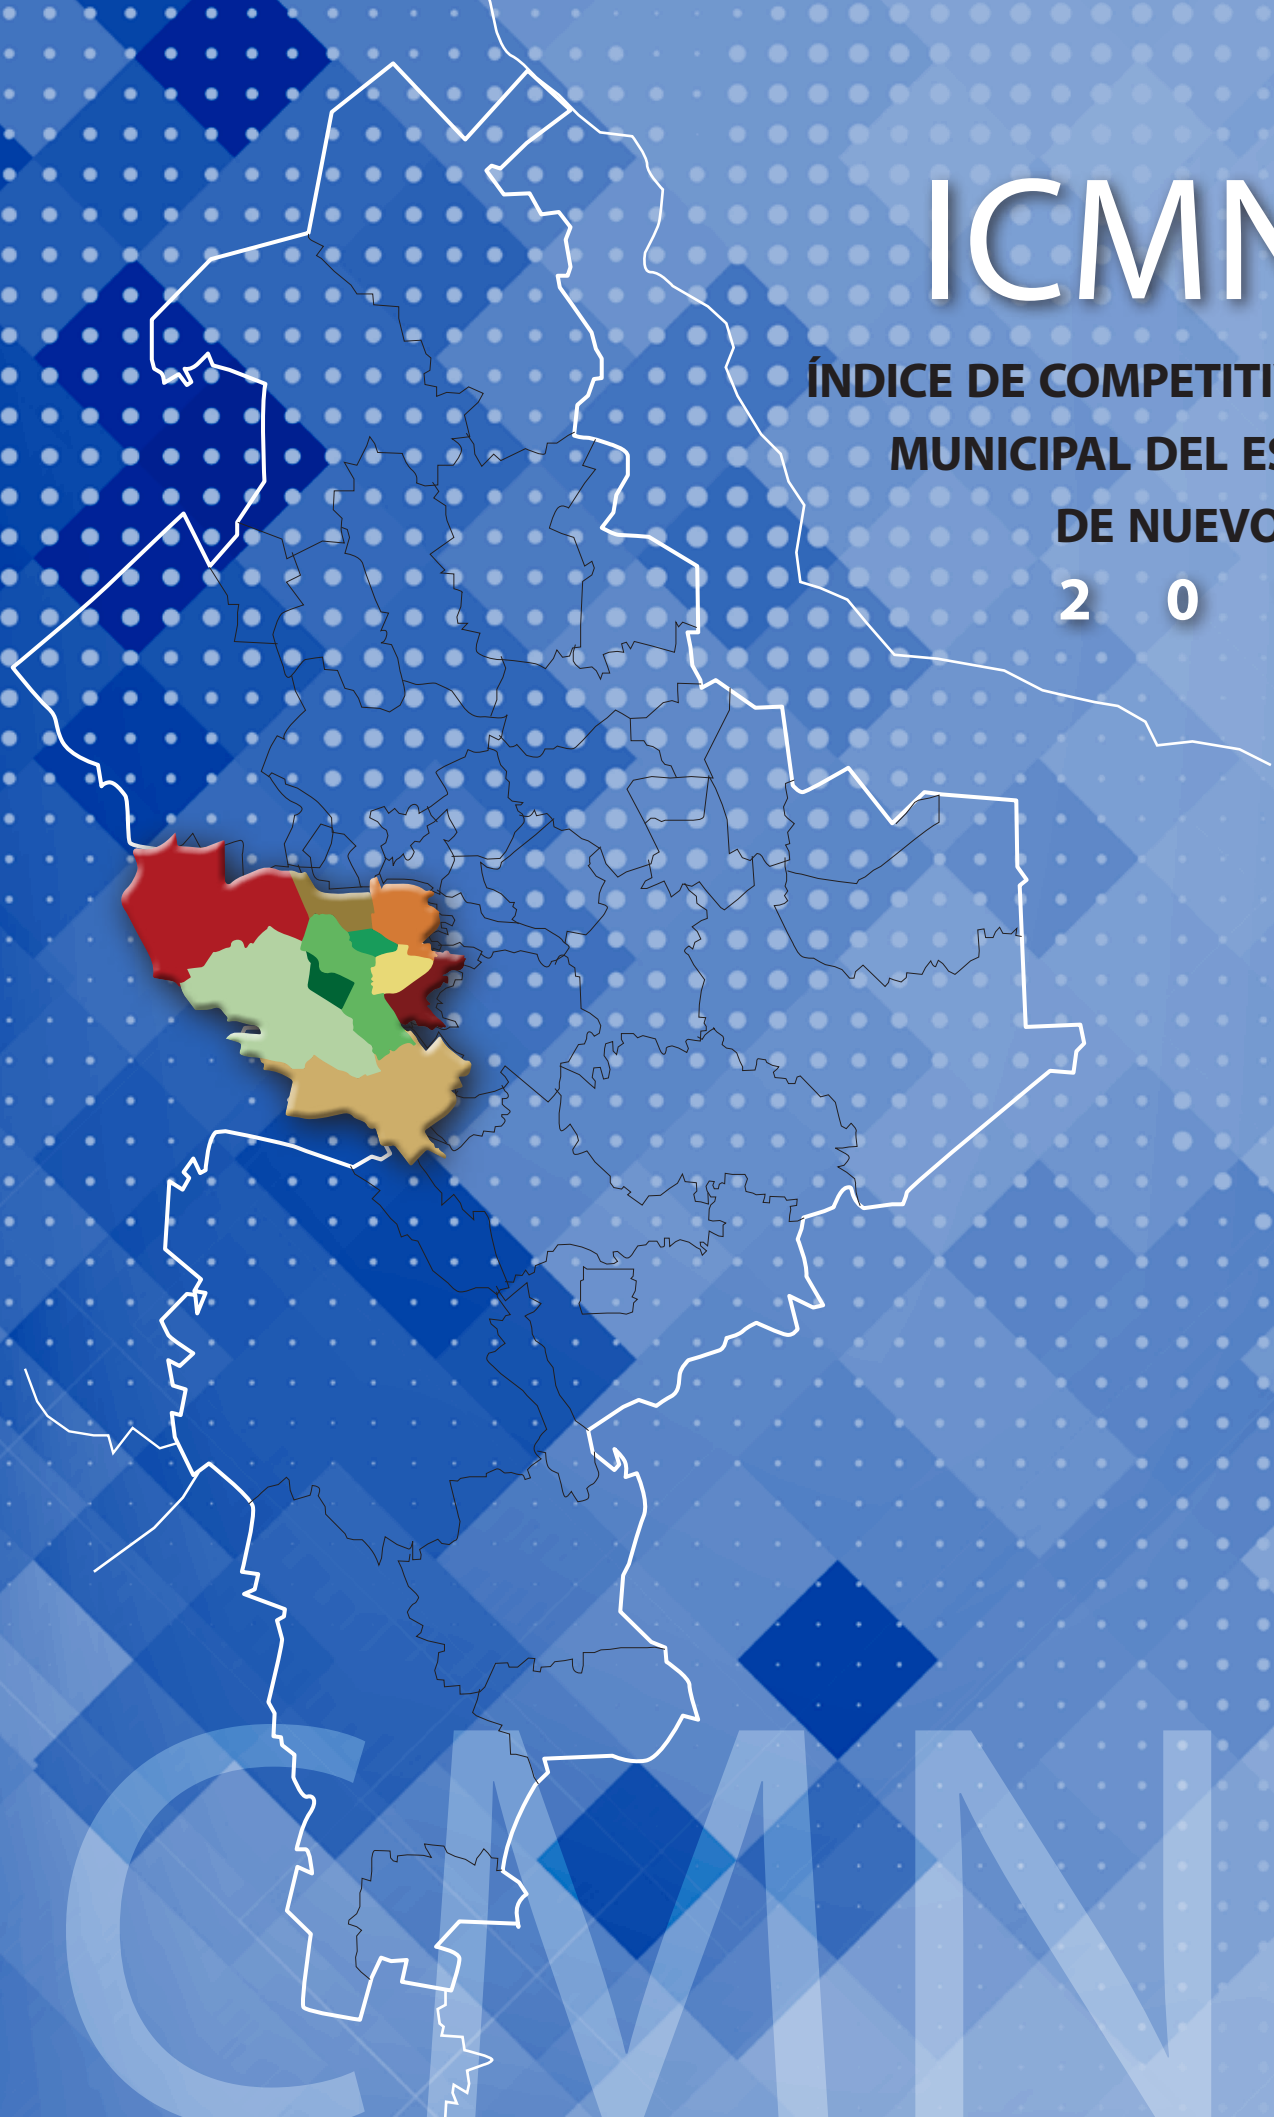 ICMN
ÍNDICE DE COMPETITI
MUNICIPAL DEL ES
DE NUEVO
2 0
CMN